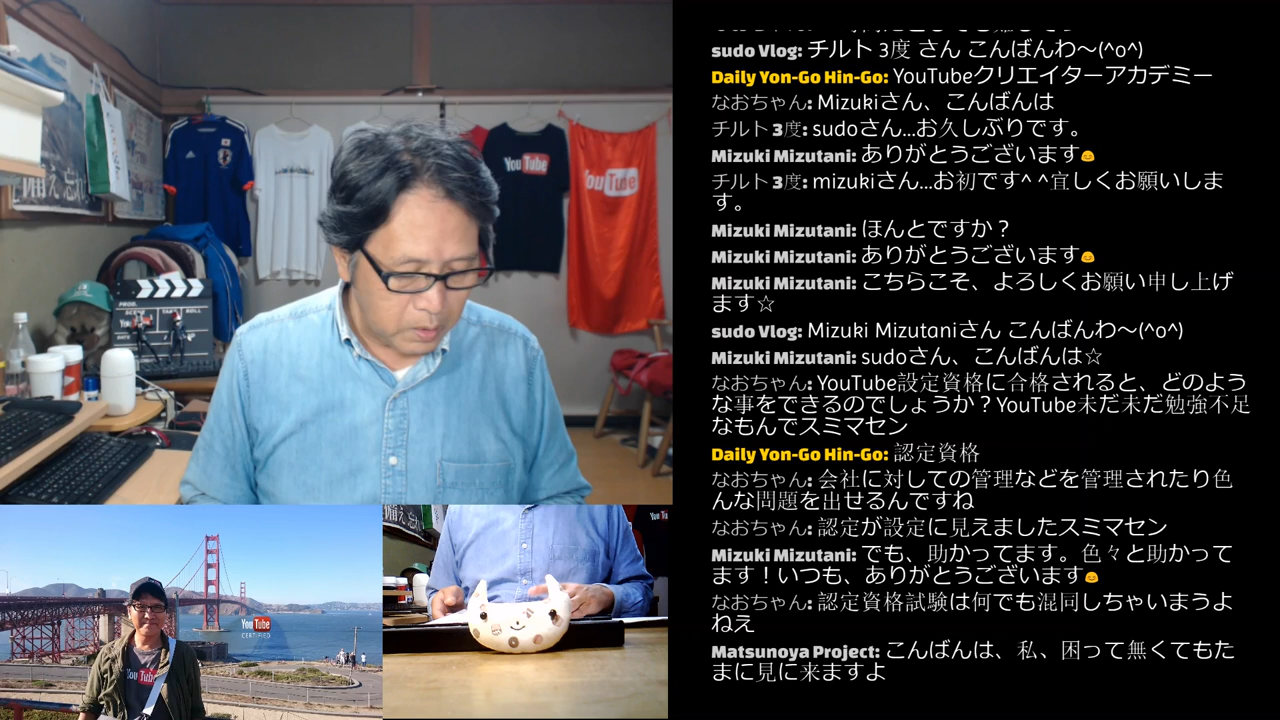 sudo Vlog: チルト 3度 さん こんばんわ〜(^o^)
Daily Yon-Go Hin-Go: YouTubeクリエイターアカデミー
なおちゃん: Mizukiさん、こんばんは
チルト 3度: sudoさん...お久しぶりです。
Mizuki Mizutani: ありがとうございます😊
チルト 3度: mizukiさん...お初です^ ^宜しくお願いしま
す。
Mizuki Mizutani: ほんとですか？
Mizuki Mizutani: ありがとうございます😊
Mizuki Mizutani: こちらこそ、よろしくお願い申し上げ
ます☆
sudo Vlog: Mizuki Mizutaniさん こんばんわ〜(^o^)
Mizuki Mizutani: sudoさん、こんばんは☆
なおちゃん: YouTube設定資格に合格されると、どのよう
な事をできるのでしょうか？YouTube未だ未だ勉強不足
なもんでスミマセン
Daily Yon-Go Hin-Go: 認定資格
なおちゃん: 会社に対しての管理などを管理されたり色
んな問題を出せるんですね
なおちゃん: 認定が設定に見えましたスミマセン
Mizuki Mizutani: でも、助かってます。色々と助かって
ます！いつも、ありがとうございます😊
なおちゃん: 認定資格試験は何でも混同しちゃいまうよ
ねえ
Matsunoya Project: こんばんは、私、困って無くてもた
まに見に来ますよ
YouTube
YouTube
YouTube
CERTIFIED
YouTube